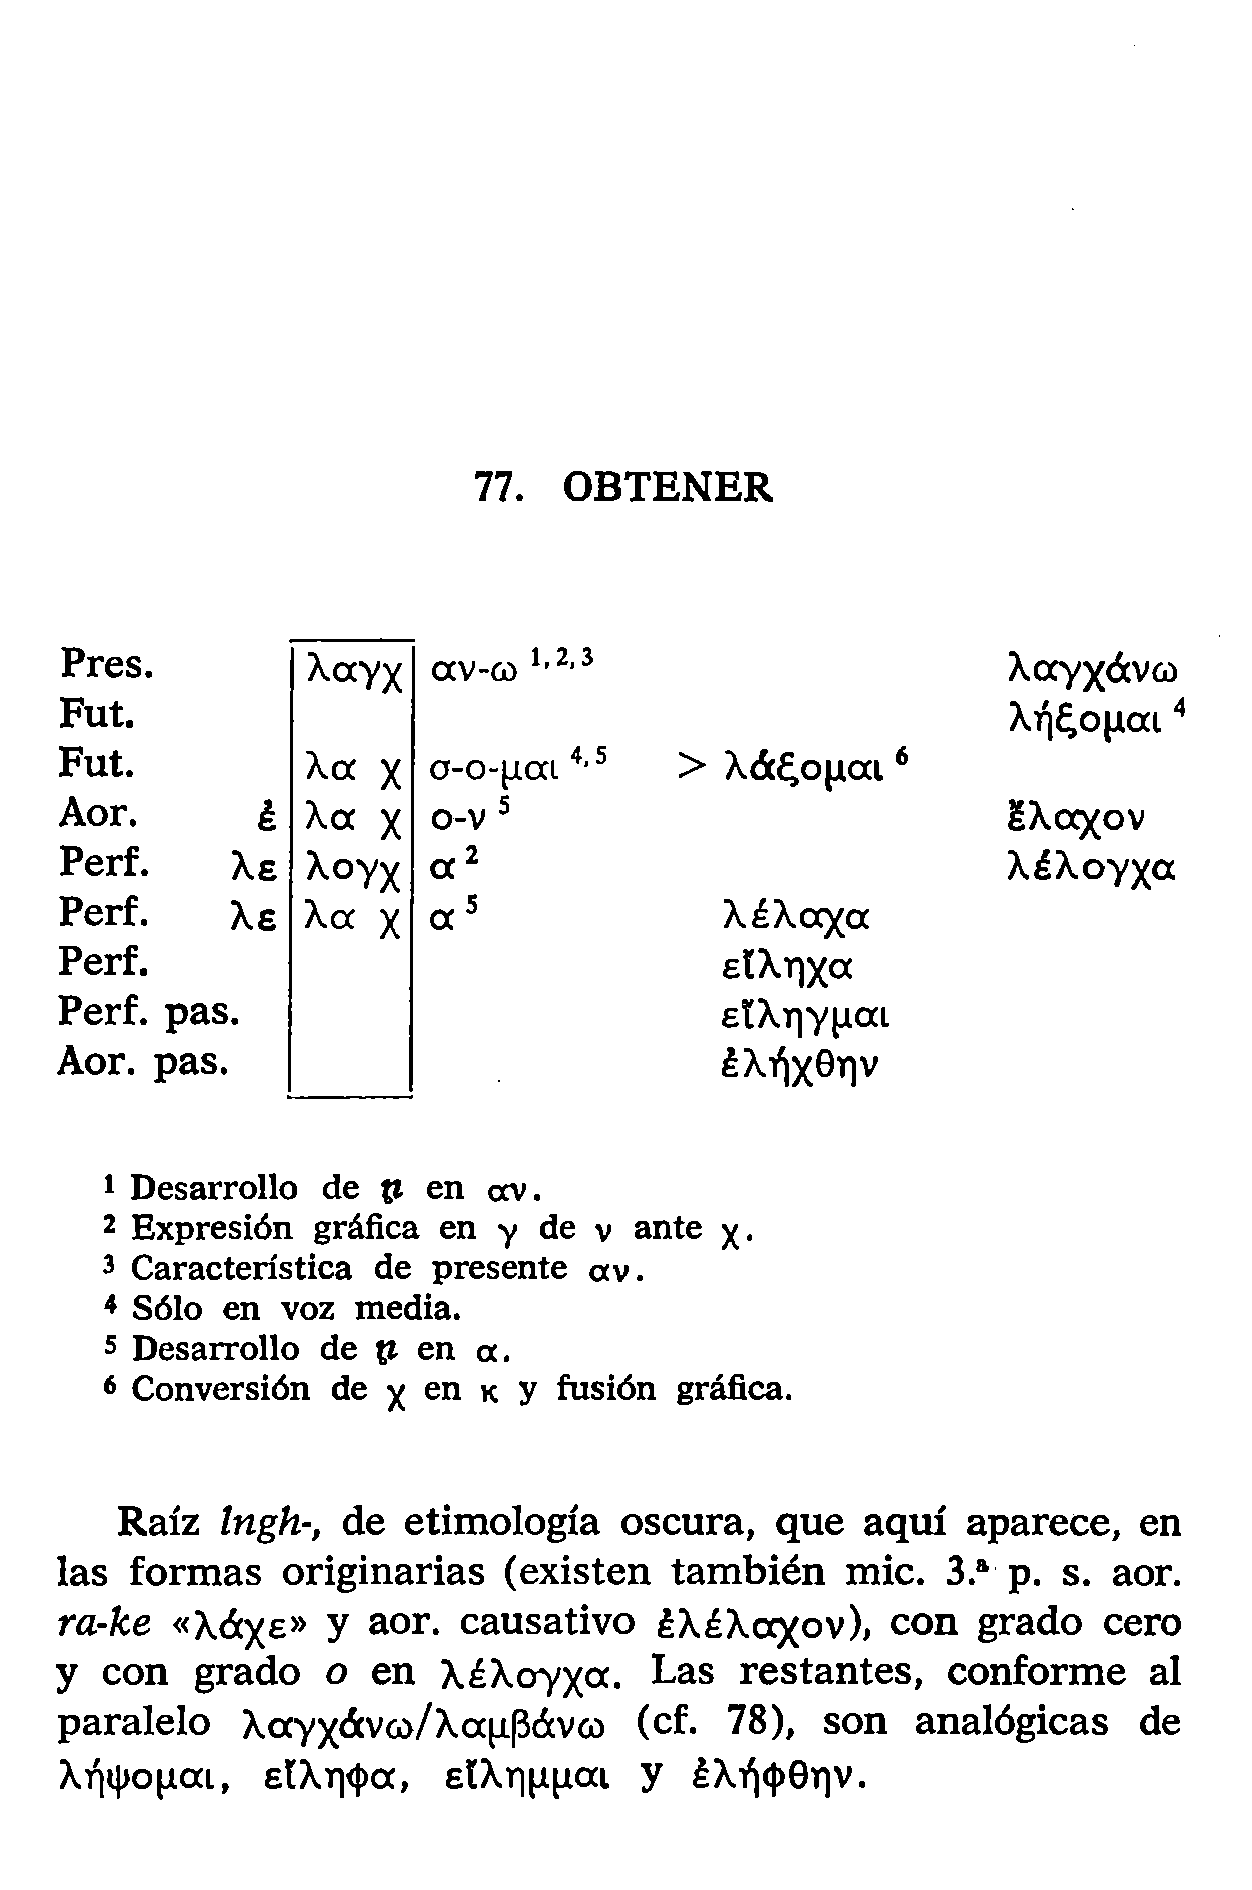 77. OBTENER
Pres. λαγχ αν-ω ¹,²,³ λαγχάνω
Fut. λήξομαι ⁴
Fut. λα χ σ-ο-μαι ⁴,⁵ > λάξομαι ⁶
Aor. ἐ λα χ ο-ν ⁵ ἔλαχον
Perf. λε λογχ α ² λέλογχα
Perf. λε λα χ α ⁵ λέλαχα
Perf. εἴληχα
Perf. pas. εἴληγμαι
Aor. pas. ἐλήχθην
¹ Desarrollo de n̥ en αν.
² Expresión gráfica en γ de ν ante χ.
³ Característica de presente αν.
⁴ Sólo en voz media.
⁵ Desarrollo de n̥ en α.
⁶ Conversión de χ en κ y fusión gráfica.
Raíz lngh-, de etimología oscura, que aquí aparece, en
las formas originarias (existen también mic. 3.ª p. s. aor.
ra-ke «λάχε» y aor. causativo ἐλέλαχον), con grado cero
y con grado o en λέλογχα. Las restantes, conforme al
paralelo λαγχάνω/λαμβάνω (cf. 78), son analógicas de
λήψομαι, εἴληφα, εἴλημμαι y ἐλήφθην.